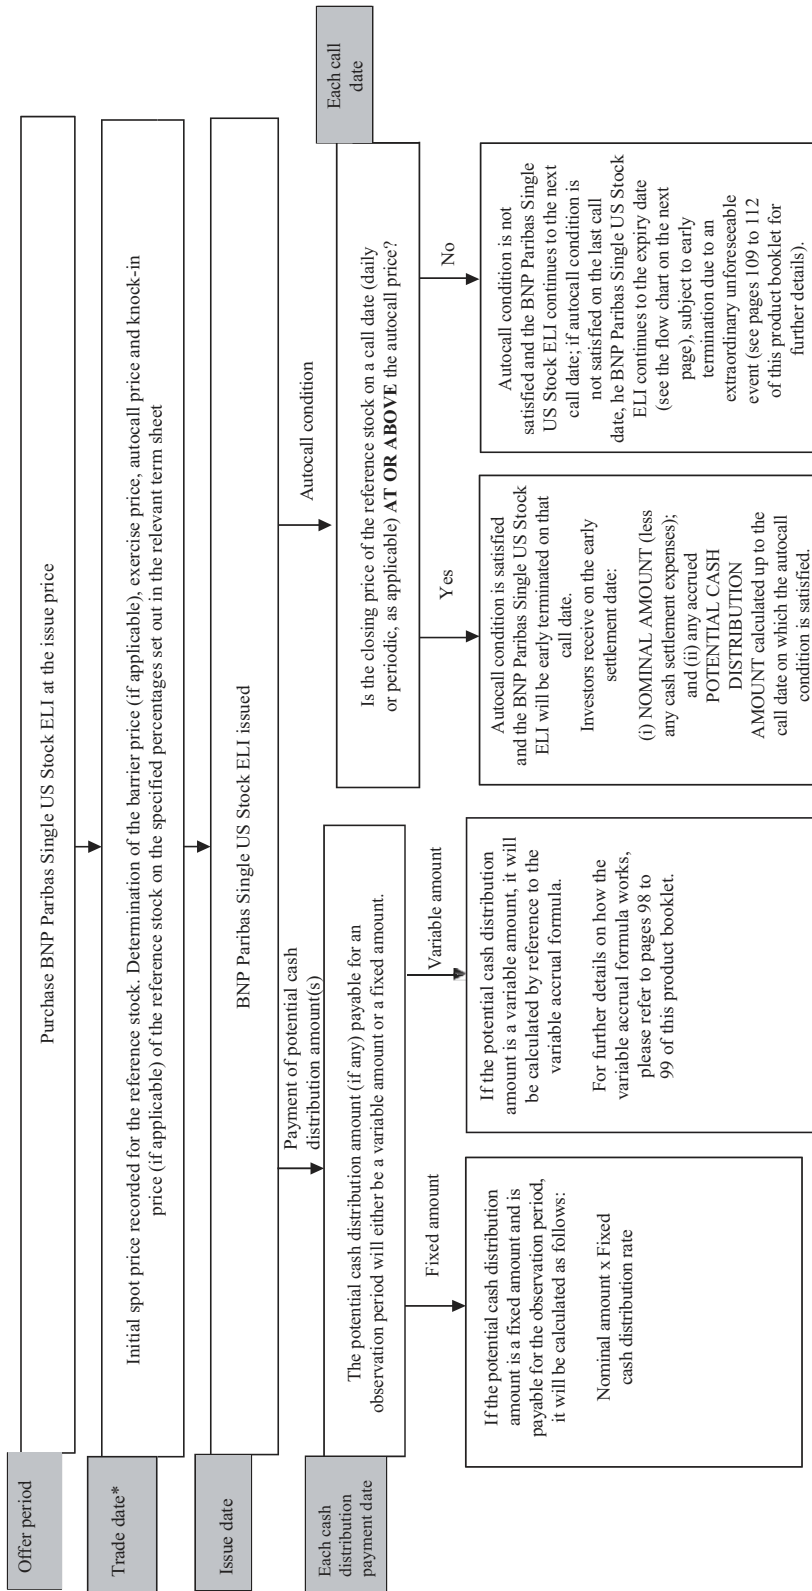 Offer period
Purchase BNP Paribas Single US Stock ELI at the issue price
Trade date*
Initial spot price recorded for the reference stock. Determination of the barrier price (if applicable), exercise price, autocall price and knock-in
price (if applicable) of the reference stock on the specified percentages set out in the relevant term sheet
Issue date
BNP Paribas Single US Stock ELI issued
Payment of potential cash
distribution amount(s)
Autocall condition
Each cash
distribution
payment date
The potential cash distribution amount (if any) payable for an
observation period will either be a variable amount or a fixed amount.
Each call
date
Is the closing price of the reference stock on a call date (daily
or periodic, as applicable) AT OR ABOVE the autocall price?
Fixed amount
Variable amount
Yes
No
If the potential cash distribution
amount is a fixed amount and is
payable for the observation period,
it will be calculated as follows:
Nominal amount x Fixed
cash distribution rate
If the potential cash distribution
amount is a variable amount, it will
be calculated by reference to the
variable accrual formula.
For further details on how the
variable accrual formula works,
please refer to pages 98 to
99 of this product booklet.
Autocall condition is satisfied
and the BNP Paribas Single US Stock
ELI will be early terminated on that
call date.
Investors receive on the early
settlement date:
(i) NOMINAL AMOUNT (less
any cash settlement expenses);
and (ii) any accrued
POTENTIAL CASH
DISTRIBUTION
AMOUNT calculated up to the
call date on which the autocall
condition is satisfied.
Autocall condition is not
satisfied and the BNP Paribas Single
US Stock ELI continues to the next
call date; if autocall condition is
not satisfied on the last call
date, he BNP Paribas Single US Stock
ELI continues to the expiry date
(see the flow chart on the next
page), subject to early
termination due to an
extraordinary unforeseeable
event (see pages 109 to 112
of this product booklet for
further details).